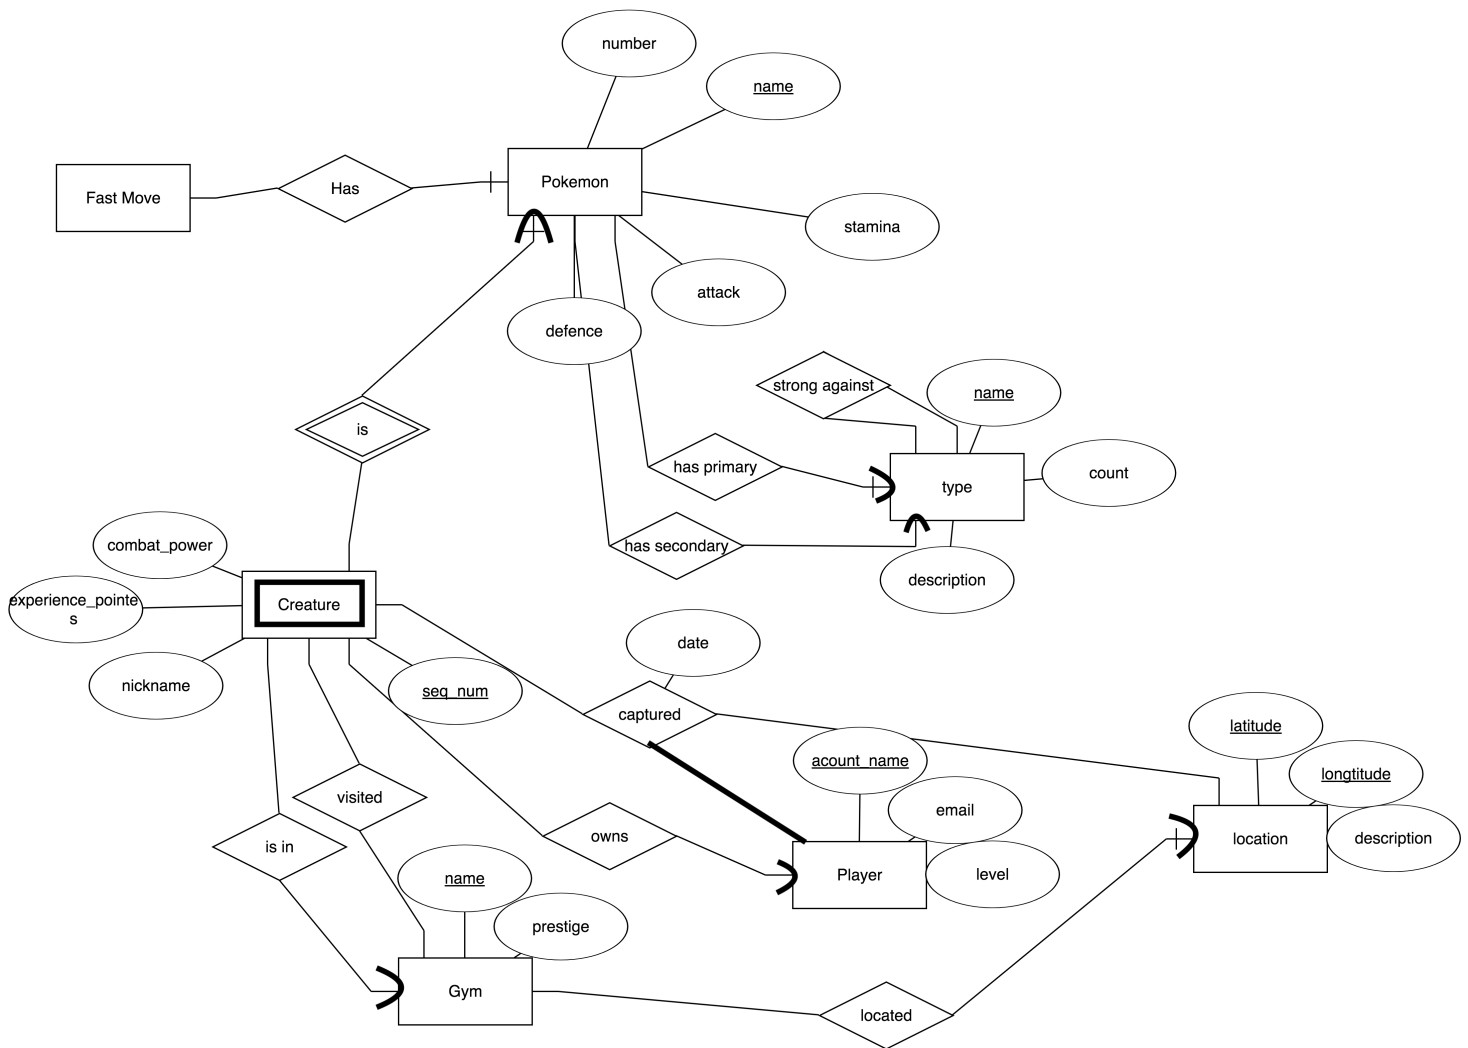 number
name
Pokemon
Has
Fast Move
stamina
attack
defence
strong against
name
is
has primary
type
count
has secondary
description
combat_power
experience_pointe
s
Creature
nickname
seq_num
date
captured
latitude
acount_name
longtitude
visited
email
owns
is in
location
description
Player
level
name
prestige
Gym
located